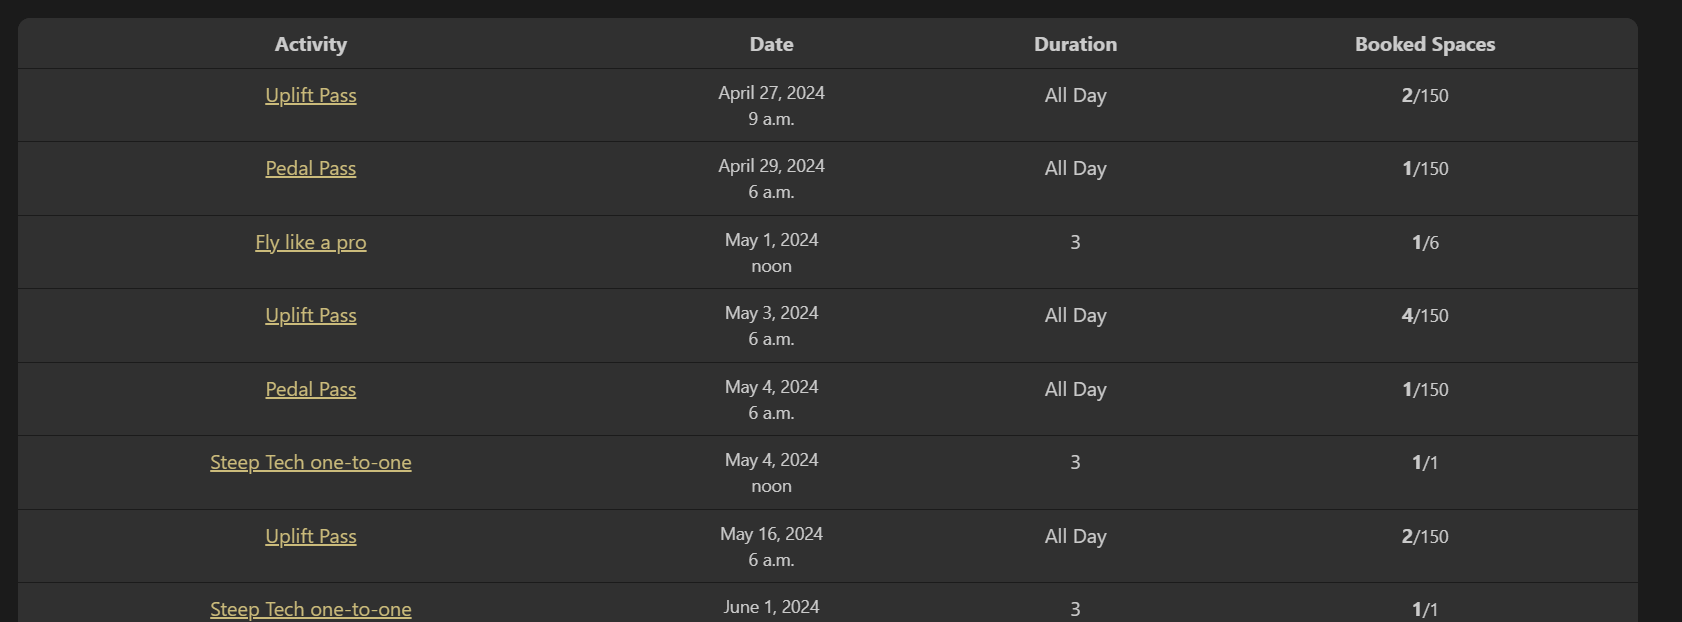 Activity Date Duration Booked Spaces
Uplift Pass April 27, 2024 All Day 2/150
9 a.m.
Pedal Pass April 29, 2024 All Day 1/150
6 a.m.
Fly like a pro May 1, 2024 3 1/6
noon
Uplift Pass May 3, 2024 All Day 4/150
6 a.m.
Pedal Pass May 4, 2024 All Day 1/150
6 a.m.
Steep Tech one-to-one May 4, 2024 3 1/1
noon
Uplift Pass May 16, 2024 All Day 2/150
6 a.m.
Steep Tech one-to-one June 1, 2024 3 1/1